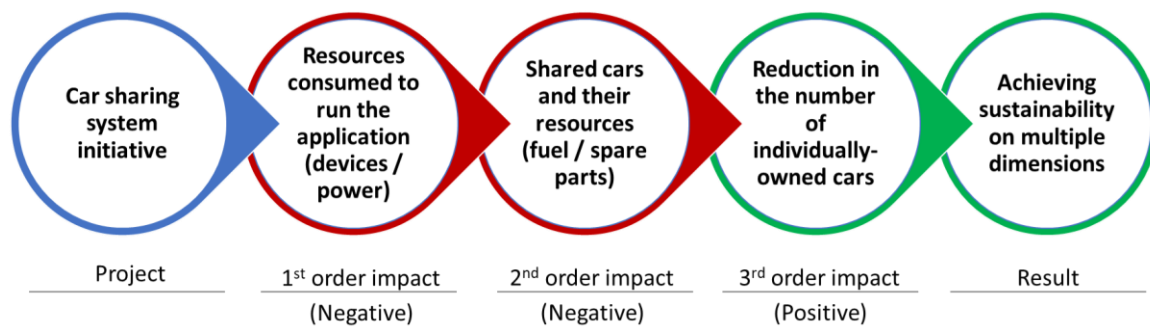 Car sharing
system
initiative
Resources
consumed to
run the
application
(devices /
power)
Shared cars
and their
resources
(fuel / spare
parts)
Reduction in
the number
of
individually-
owned cars
Achieving
sustainability
on multiple
dimensions
Project
1st order impact
(Negative)
2nd order impact
(Negative)
3rd order impact
(Positive)
Result